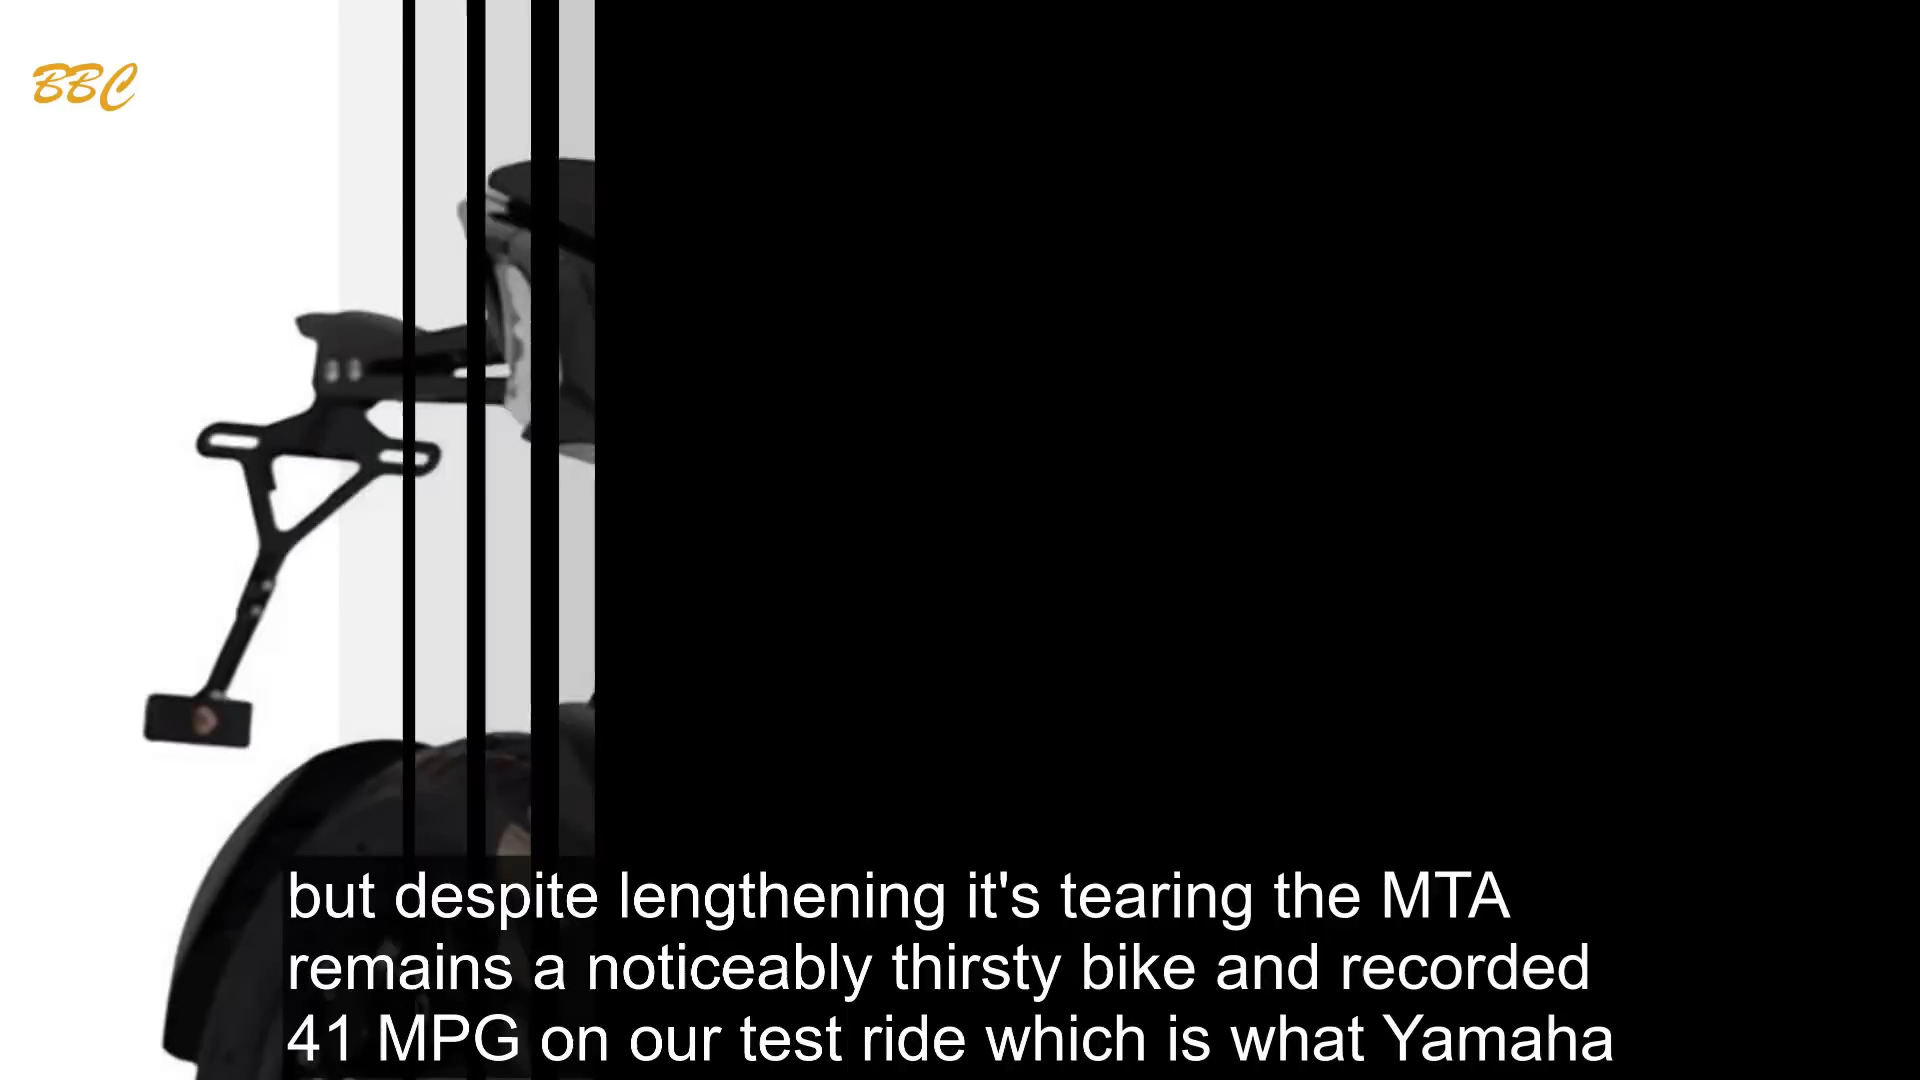 BBC
but despite lengthening it's tearing the MTA
remains a noticeably thirsty bike and recorded
41 MPG on our test ride which is what Yamaha